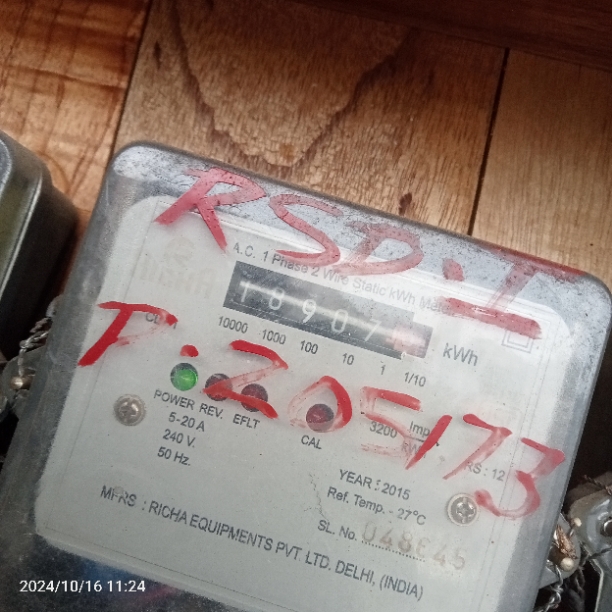 RSD.I
A.C. 1 Phase 2 Wire Static kWh Meter
18907
kWh
10000 1000 100 10 1 1/10
P.205173
POWER REV. EFLT
CAL
3200
5-20 A
240 V.
50 Hz.
YEAR : 2015
Ref. Temp. - 27°C
SL. No.
MFRS : RICHA EQUIPMENTS PVT. LTD. DELHI, (INDIA)
2024/10/16 11:24